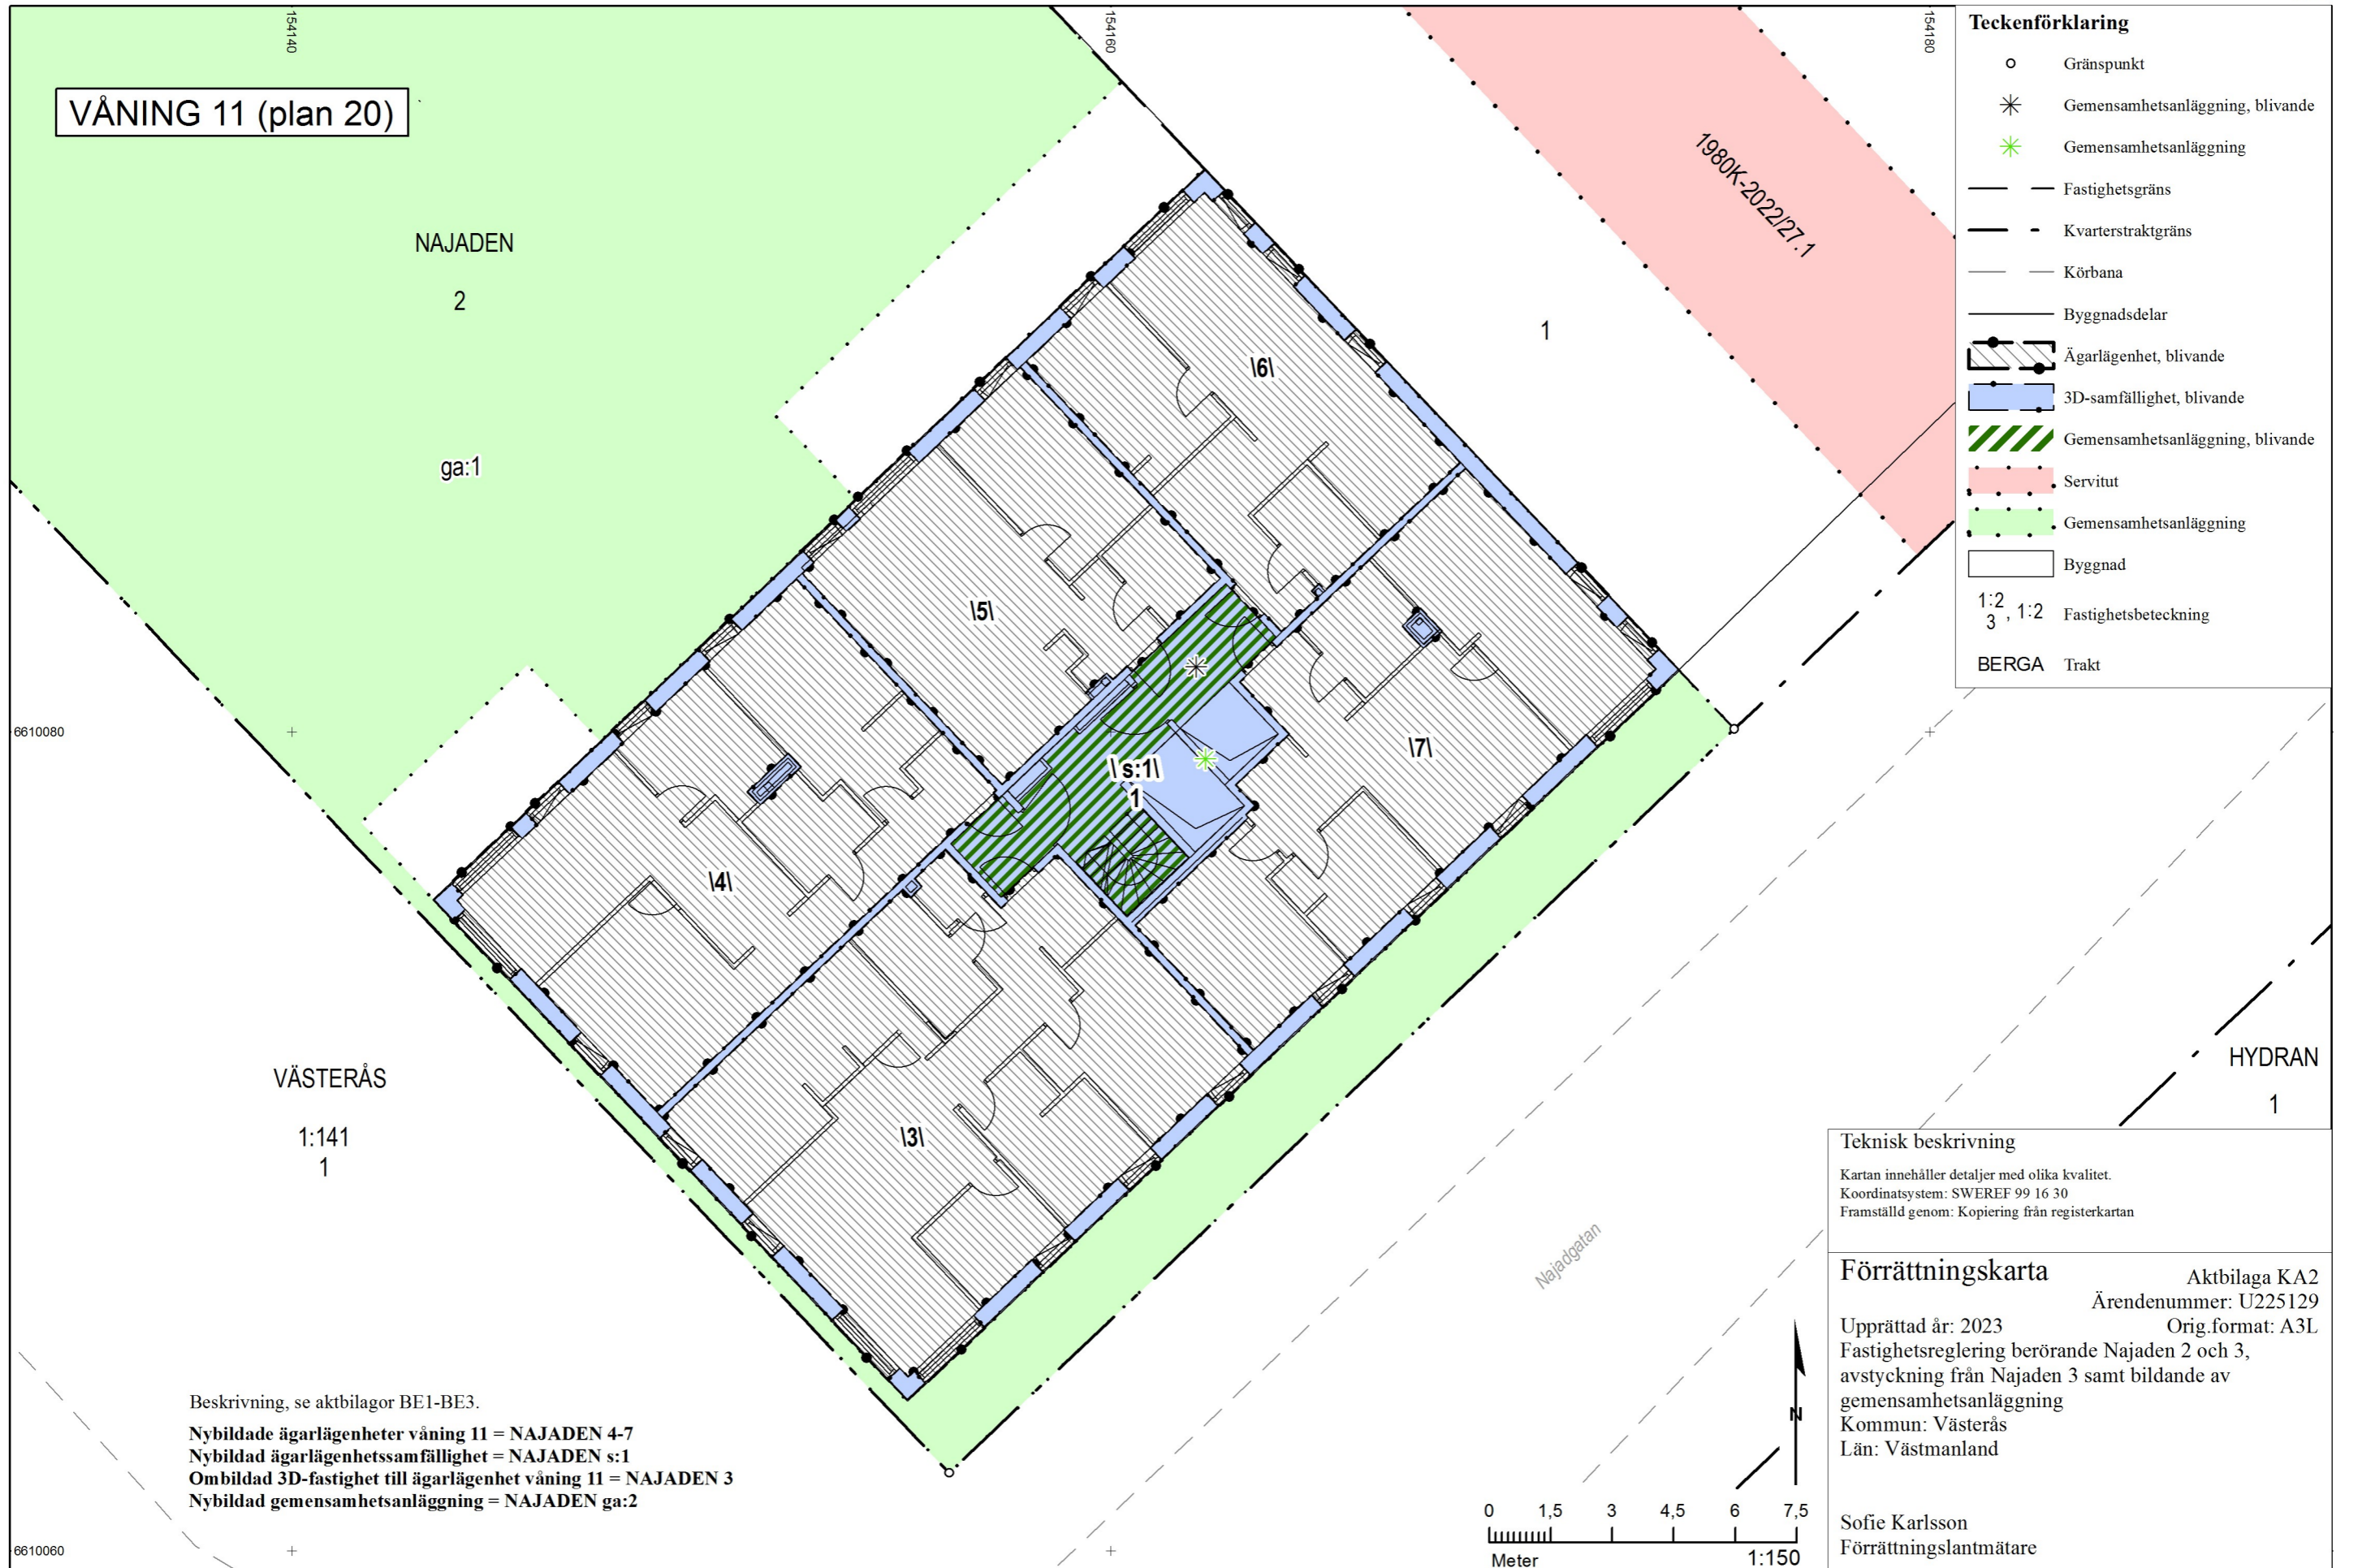 154140
154160
154180
VÅNING 11 (plan 20)
NAJADEN
2
ga:1
1980K-2022/27.1
1
\6\
\5\
\7\
\ s:1\
1
\4\
\3\
6610080
6610060
VÄSTERÅS
1:141
1
HYDRAN
1
Najadgatan
Teckenförklaring
Gränspunkt
Gemensamhetsanläggning, blivande
Gemensamhetsanläggning
Fastighetsgräns
Kvarterstraktgräns
Körbana
Byggnadsdelar
Ägarlägenhet, blivande
3D-samfällighet, blivande
Gemensamhetsanläggning, blivande
Servitut
Gemensamhetsanläggning
Byggnad
1:2
3 , 1:2 Fastighetsbeteckning
BERGA Trakt
Beskrivning, se aktbilagor BE1-BE3.
Nybildade ägarlägenheter våning 11 = NAJADEN 4-7
Nybildad ägarlägenhetssamfällighet = NAJADEN s:1
Ombildad 3D-fastighet till ägarlägenhet våning 11 = NAJADEN 3
Nybildad gemensamhetsanläggning = NAJADEN ga:2
0 1,5 3 4,5 6 7,5
Meter 1:150
N
Teknisk beskrivning
Kartan innehåller detaljer med olika kvalitet.
Koordinatsystem: SWEREF 99 16 30
Framställd genom: Kopiering från registerkartan
Förrättningskarta
Aktbilaga KA2
Ärendenummer: U225129
Upprättad år: 2023 Orig.format: A3L
Fastighetsreglering berörande Najaden 2 och 3,
avstyckning från Najaden 3 samt bildande av
gemensamhetsanläggning
Kommun: Västerås
Län: Västmanland
Sofie Karlsson
Förrättningslantmätare